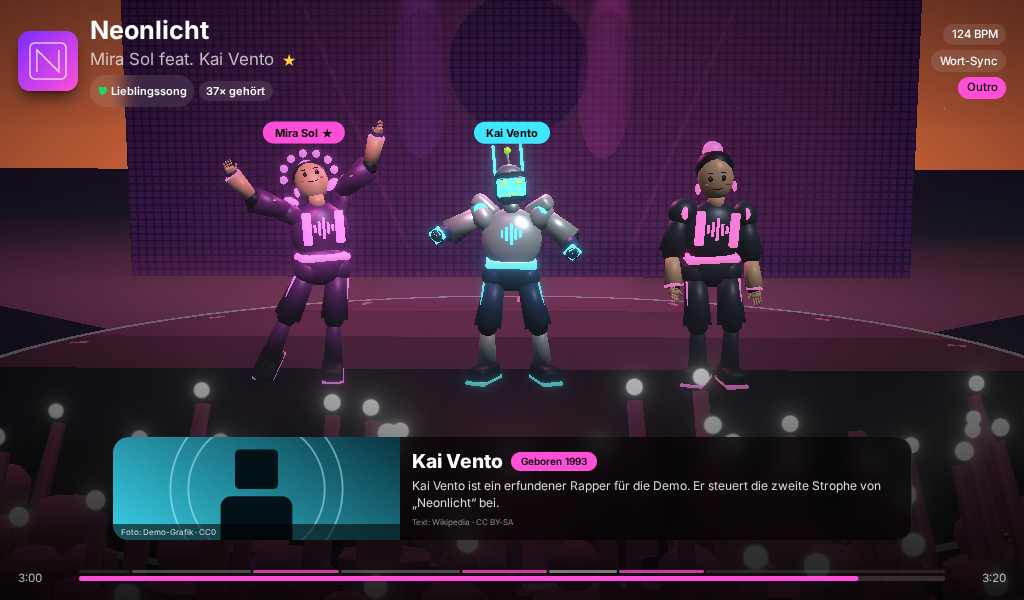 Neonlicht
Mira Sol feat. Kai Vento ★
Lieblingssong
37× gehört
124 BPM
Wort-Sync
Outro
Mira Sol ★
Kai Vento
Kai Vento
Geboren 1993
Kai Vento ist ein erfundener Rapper für die Demo. Er steuert die zweite Strophe von
„Neonlicht“ bei.
Text: Wikipedia · CC BY-SA
Foto: Demo-Grafik · CC0
3:00
3:20